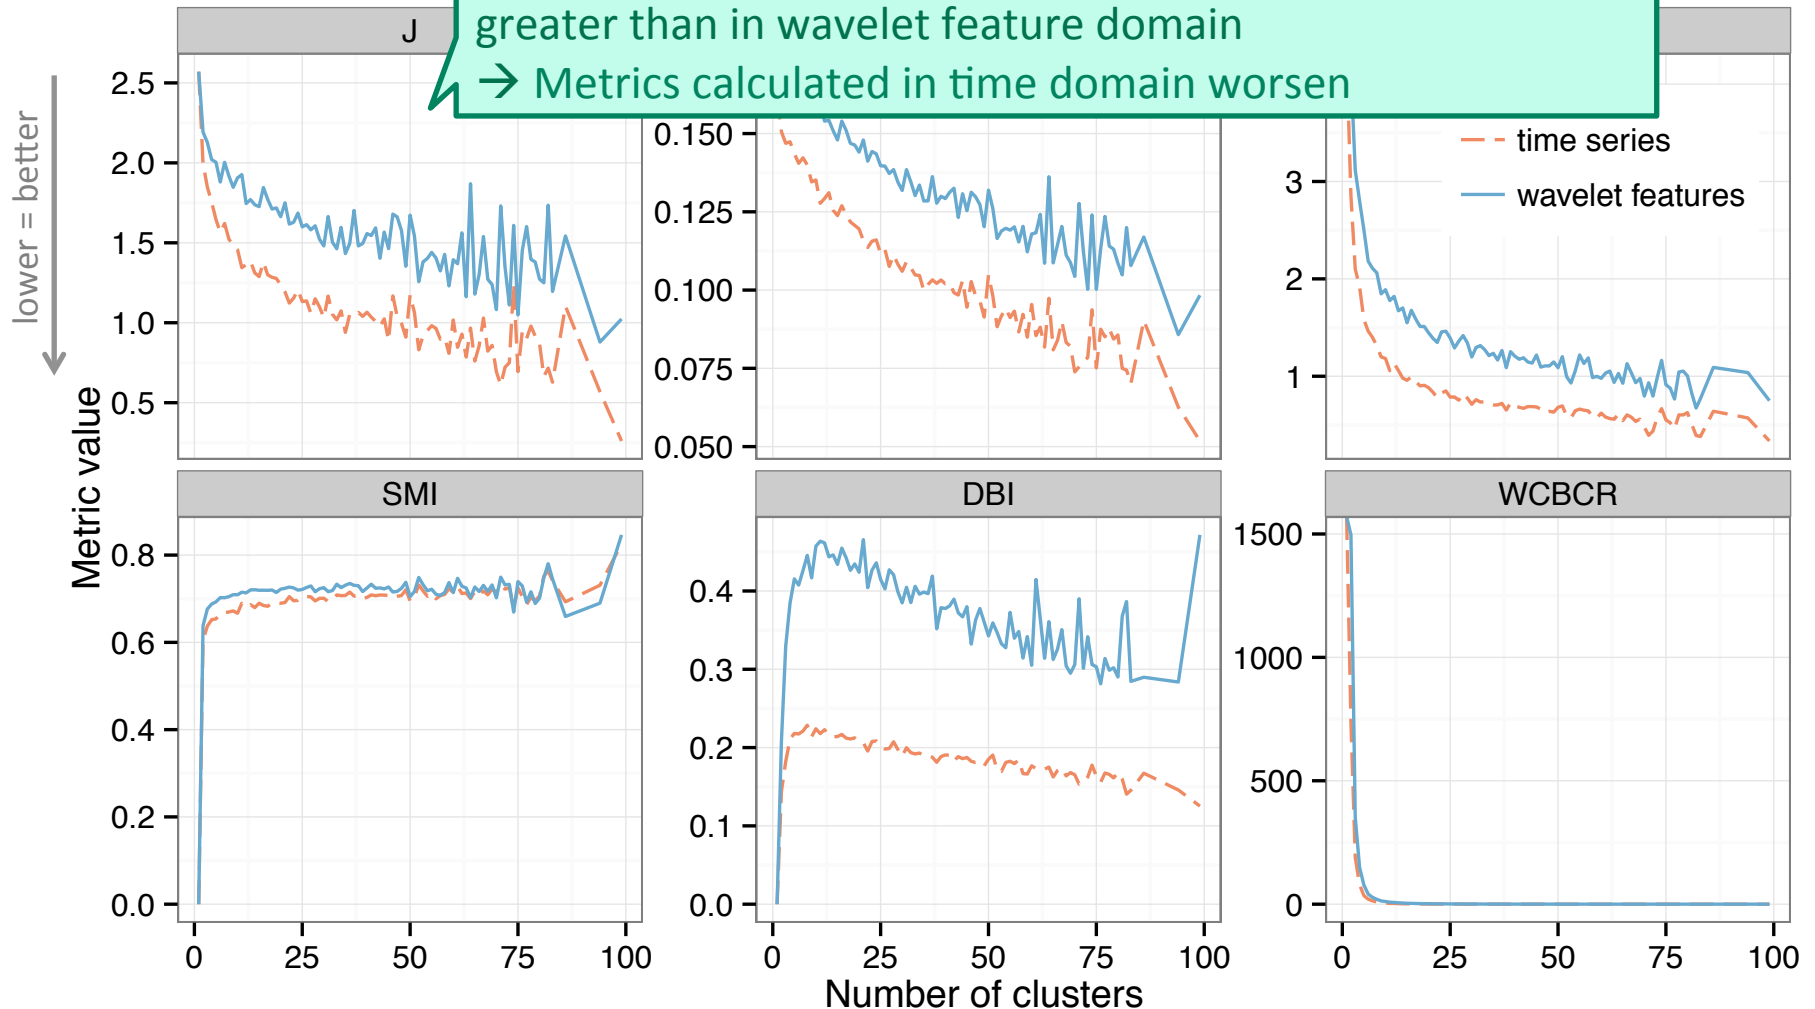 greater than in wavelet feature domain
→ Metrics calculated in time domain worsen
J
lower = better
Metric value
2.5
2.0
1.5
1.0
0.5
0.150
0.125
0.100
0.075
0.050
3
2
1
time series
wavelet features
SMI
DBI
WCBCR
0.8
0.6
0.4
0.2
0.0
0.4
0.3
0.2
0.1
0.0
1500
1000
500
0
0 25 50 75 100
0 25 50 75 100
0 25 50 75 100
Number of clusters